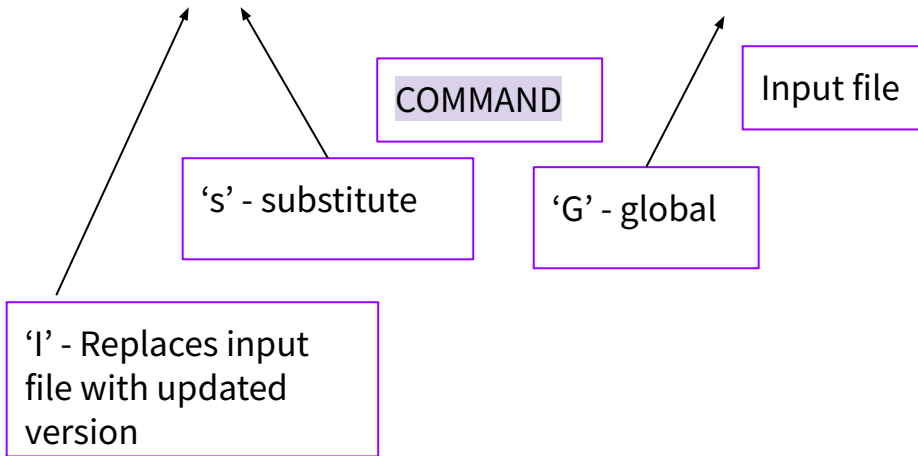 COMMAND
Input file
‘s’ - substitute
‘G’ - global
‘I’ - Replaces input
file with updated
version